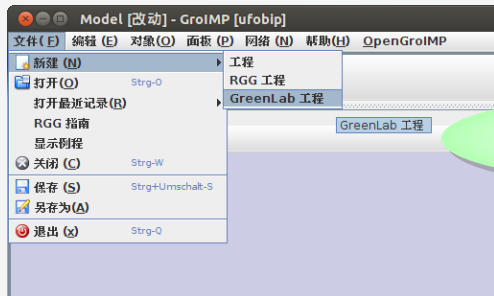 Model [改动] - GroIMP [ufobip]
文件(F) 编辑 (E) 对象(O) 面板 (P) 网络 (N) 帮助(H) OpenGroIMP
新建 (N)
工程
打开(O) Strg-O
RGG 工程
打开最近记录(R)
GreenLab 工程
RGG 指南
GreenLab 工程
显示例程
关闭 (C) Strg-W
保存 (S) Strg+Umschalt-S
另存为(A)
退出 (x) Strg-Q